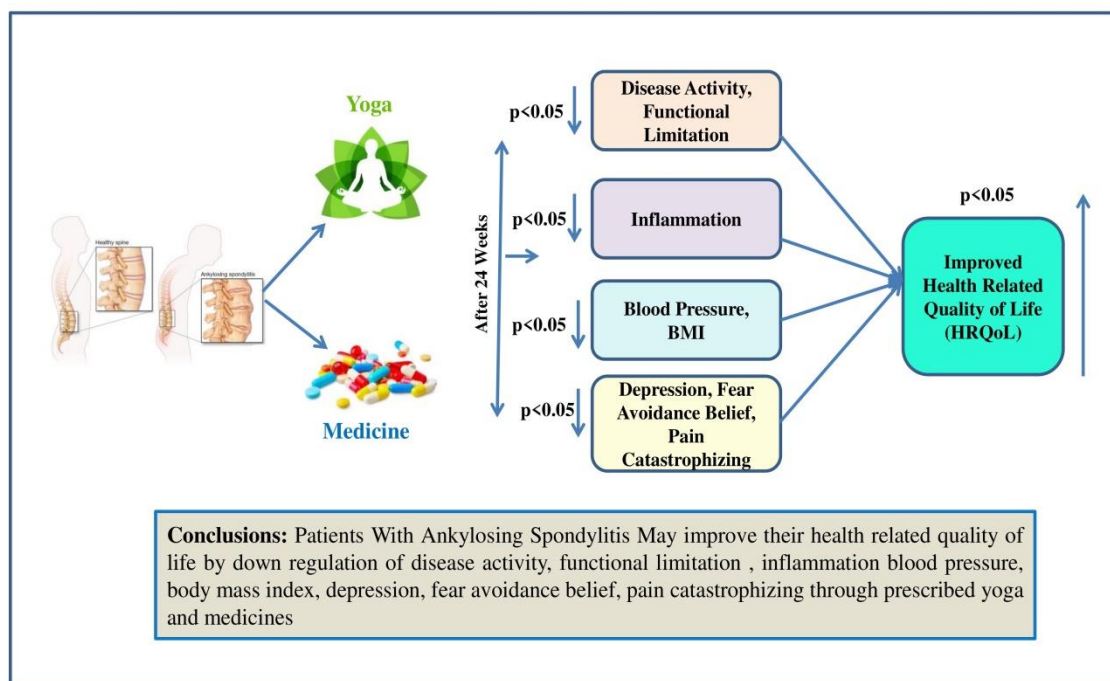 Yoga
Healthy spine
Ankylosing spondylitis
Medicine
After 24 Weeks
p<0.05
Disease Activity,
Functional
Limitation
p<0.05
Inflammation
p<0.05
Blood Pressure,
BMI
p<0.05
Depression, Fear
Avoidance Belief,
Pain
Catastrophizing
p<0.05
Improved
Health Related
Quality of Life
(HRQoL)
Conclusions: Patients With Ankylosing Spondylitis May improve their health related quality of
life by down regulation of disease activity, functional limitation , inflammation blood pressure,
body mass index, depression, fear avoidance belief, pain catastrophizing through prescribed yoga
and medicines